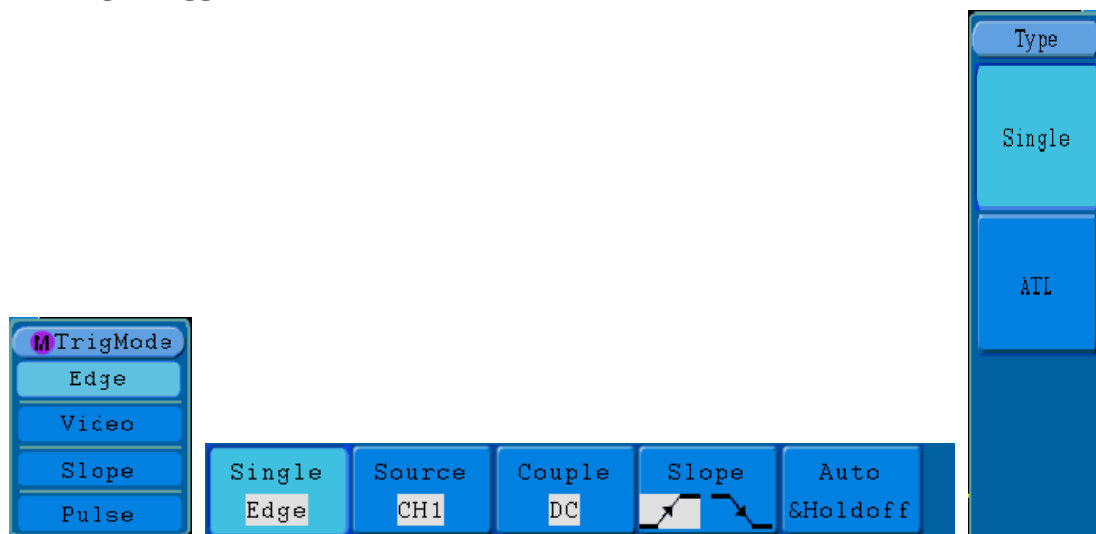 Type
Single
ATL
M TrigMode
Edge
Video
Slope
Pulse
Single Source Couple Slope Auto
Edge CH1 DC &Holdoff